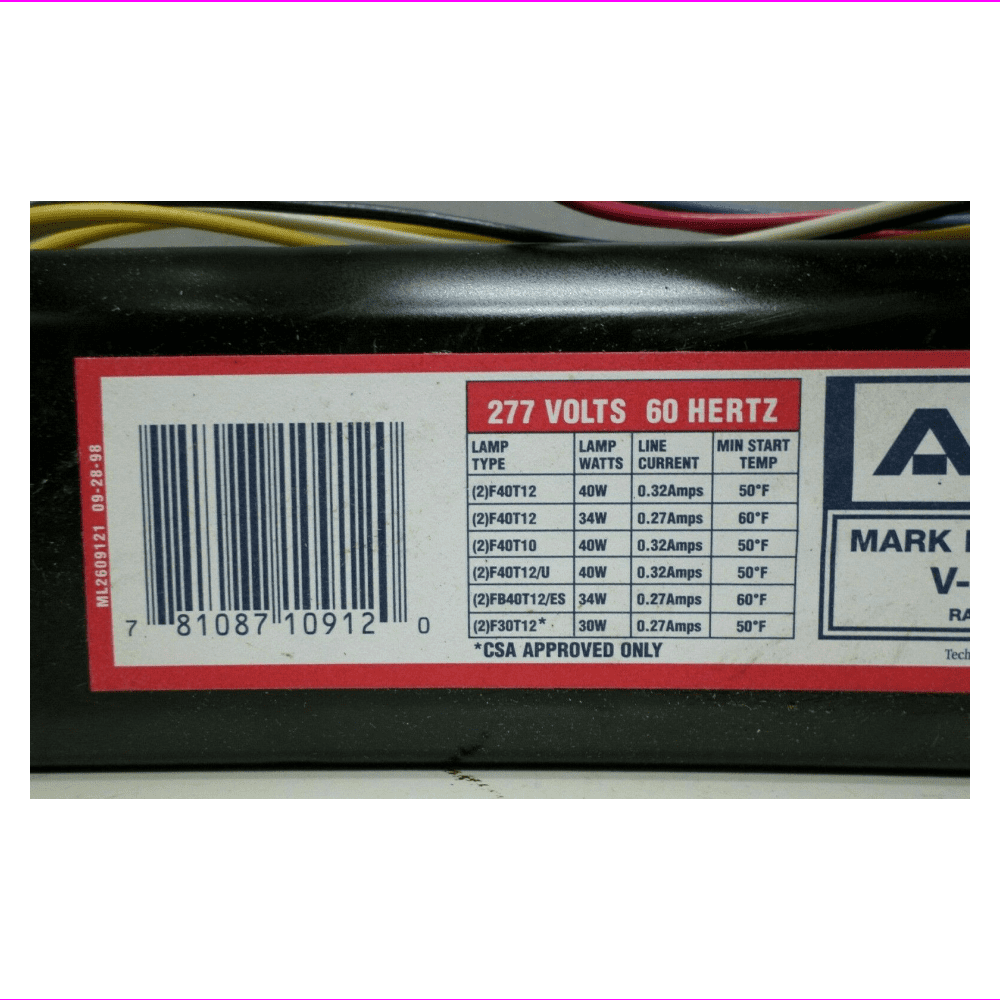 ML2609121 09-28-98
7 81087 10912 0
277 VOLTS 60 HERTZ
LAMP TYPE LAMP WATTS LINE CURRENT MIN START TEMP
(2)F40T12 40W 0.32Amps 50°F
(2)F40T12 34W 0.27Amps 60°F
(2)F40T10 40W 0.32Amps 50°F
(2)F40T12/U 40W 0.32Amps 50°F
(2)FB40T12/ES 34W 0.27Amps 60°F
(2)F30T12* 30W 0.27Amps 50°F
*CSA APPROVED ONLY
A
MARK
V-
RA
Tech